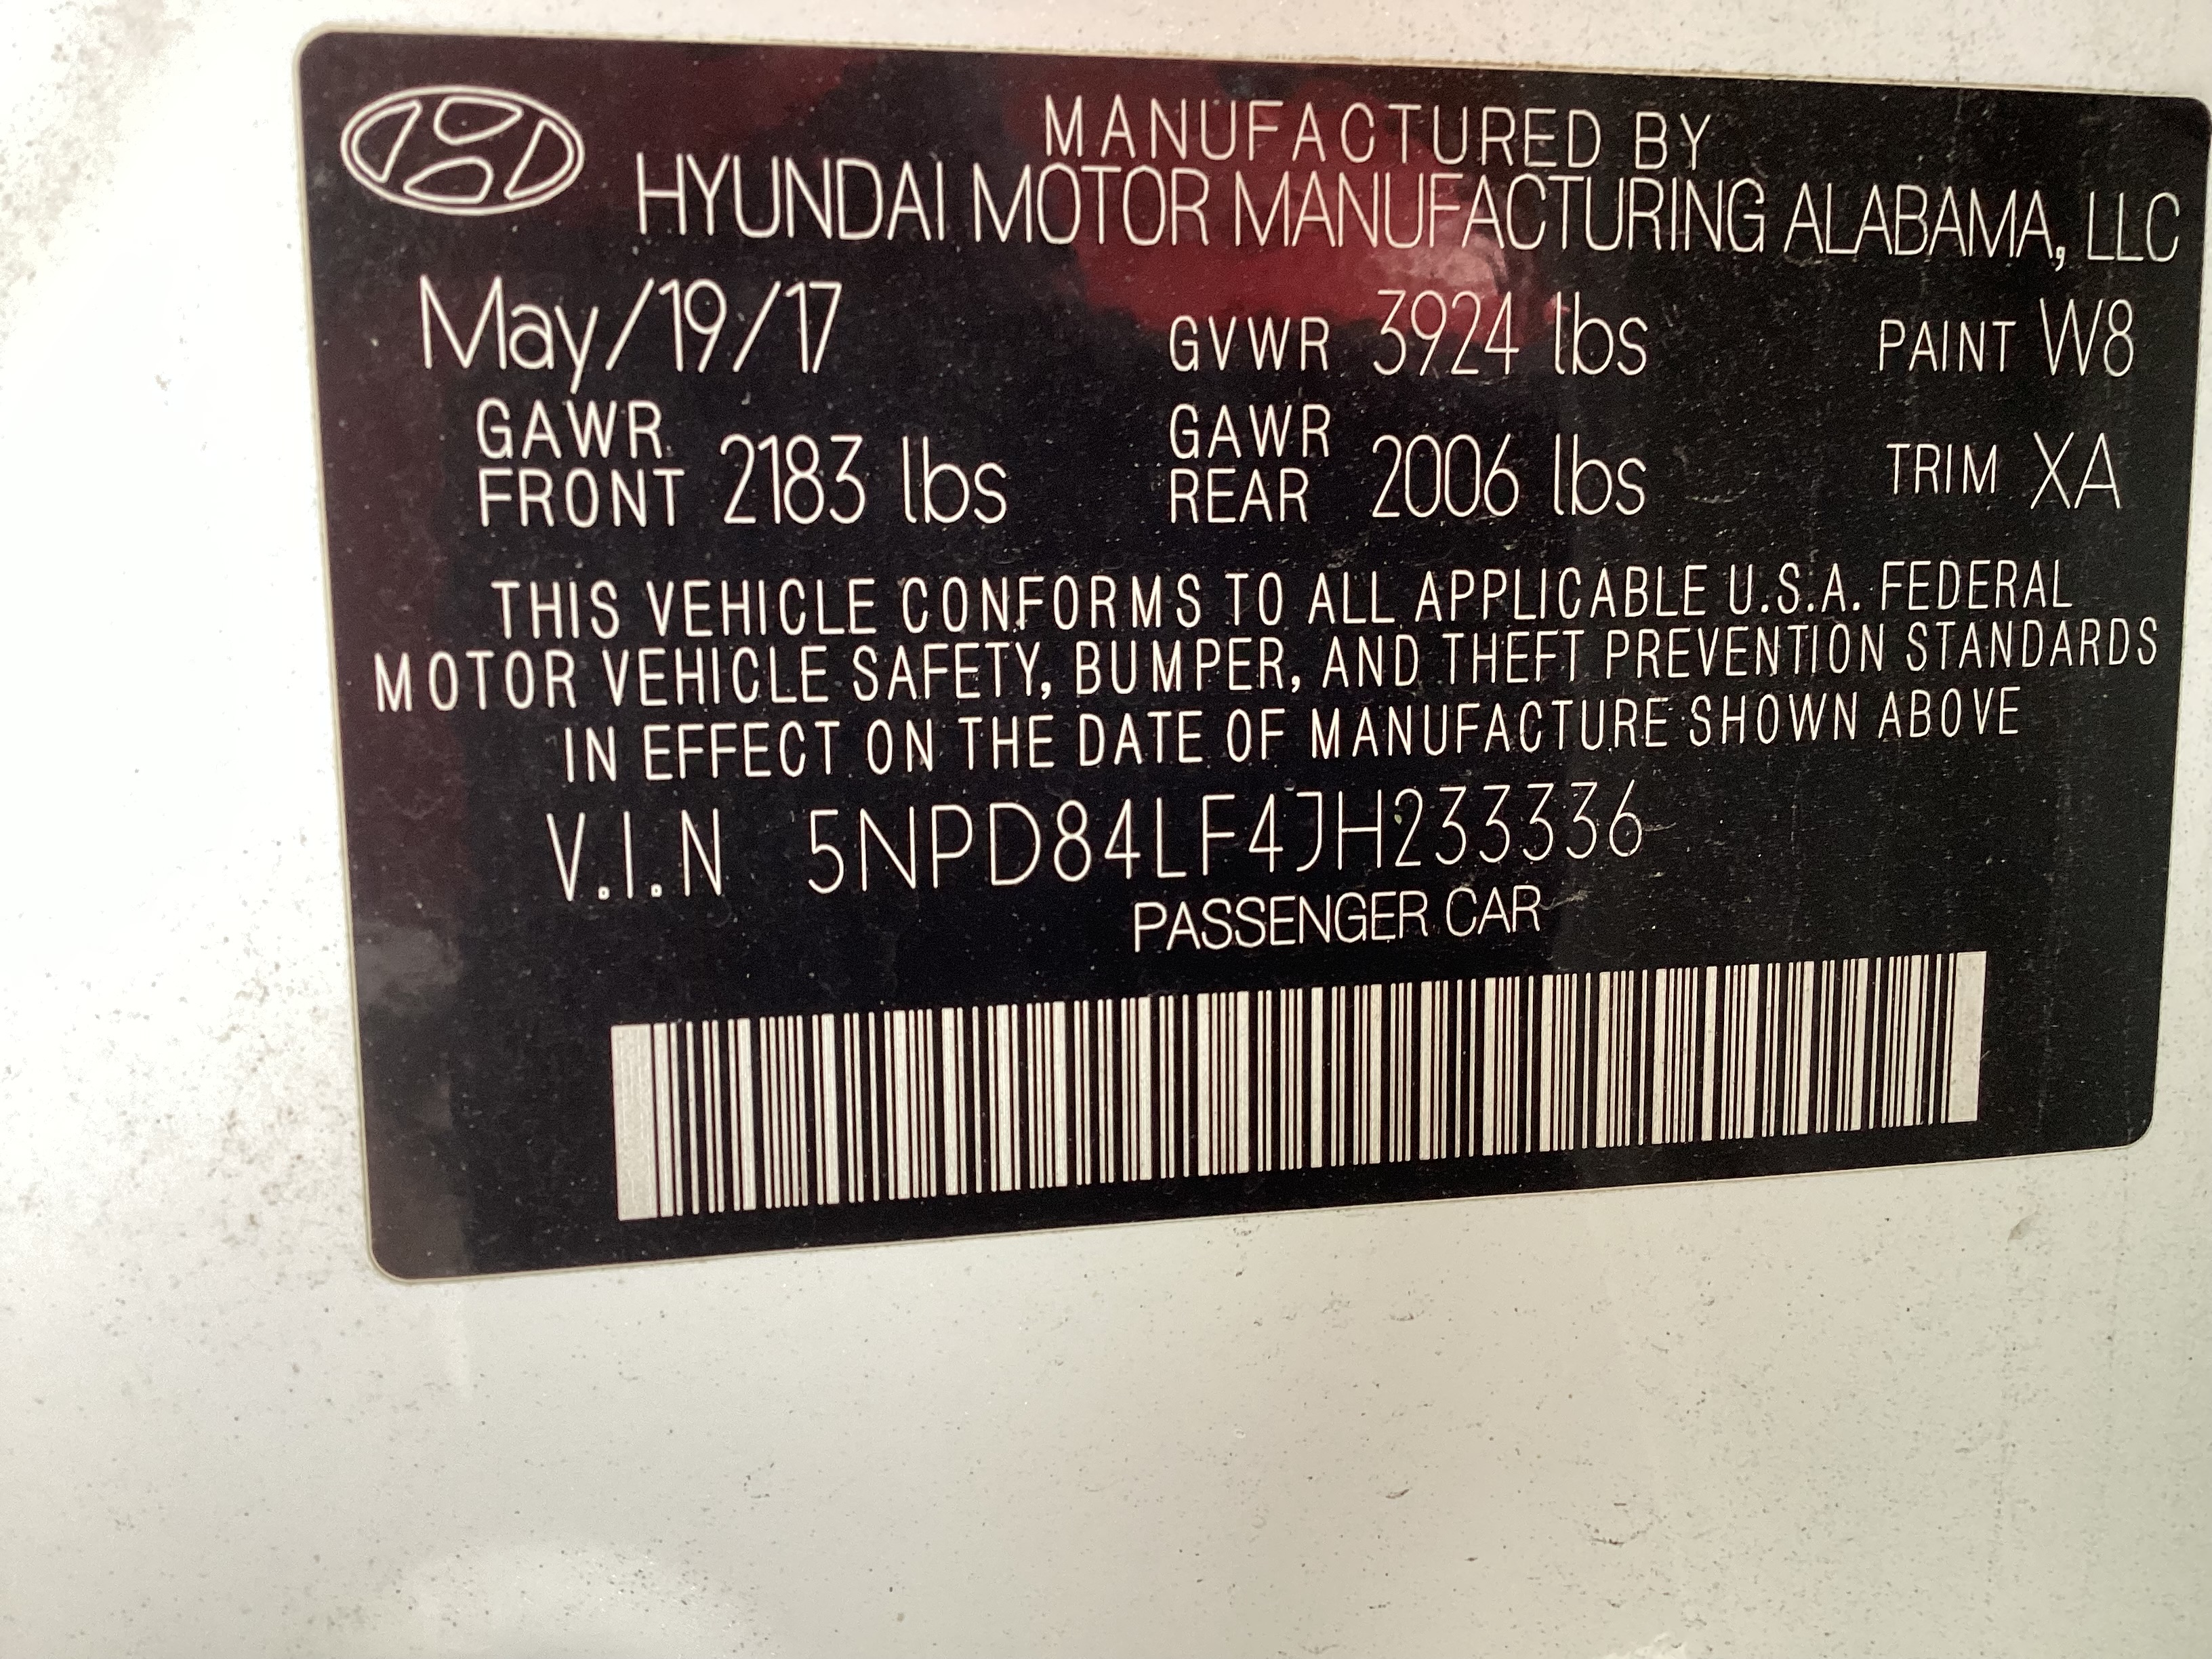 MANUFACTURED BY
HYUNDAI MOTOR MANUFACTURING ALABAMA, LLC
May/19/17 GVWR 3924 lbs PAINT W8
GAWR FRONT 2183 lbs GAWR REAR 2006 lbs TRIM XA
THIS VEHICLE CONFORMS TO ALL APPLICABLE U.S.A. FEDERAL
MOTOR VEHICLE SAFETY, BUMPER, AND THEFT PREVENTION STANDARDS
IN EFFECT ON THE DATE OF MANUFACTURE SHOWN ABOVE
V.I.N 5NPD84LF4JH233336
PASSENGER CAR